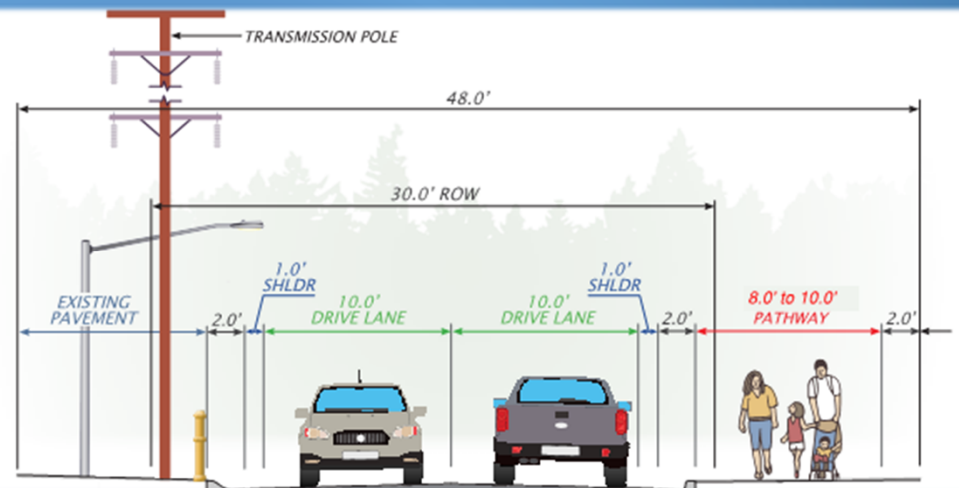 TRANSMISSION POLE
48.0'
30.0' ROW
1.0'
SHLDR
1.0'
SHLDR
EXISTING
PAVEMENT
2.0'
10.0'
DRIVE LANE
10.0'
DRIVE LANE
2.0'
8.0' to 10.0'
PATHWAY
2.0'